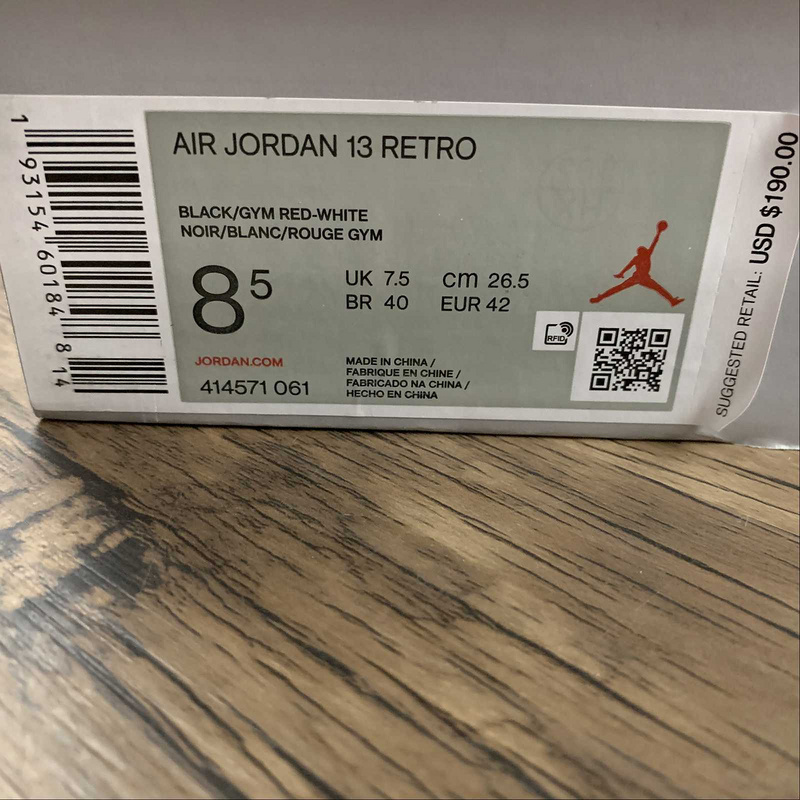 AIR JORDAN 13 RETRO
BLACK/GYM RED-WHITE
NOIR/BLANC/ROUGE GYM
8 5
UK 7.5 cm 26.5
BR 40 EUR 42
JORDAN.COM
414571 061
MADE IN CHINA /
FABRIQUE EN CHINE /
FABRICADO NA CHINA /
HECHO EN CHINA
RFID
SUGGESTED RETAIL: USD $190.00
1 93154 60184 8 14